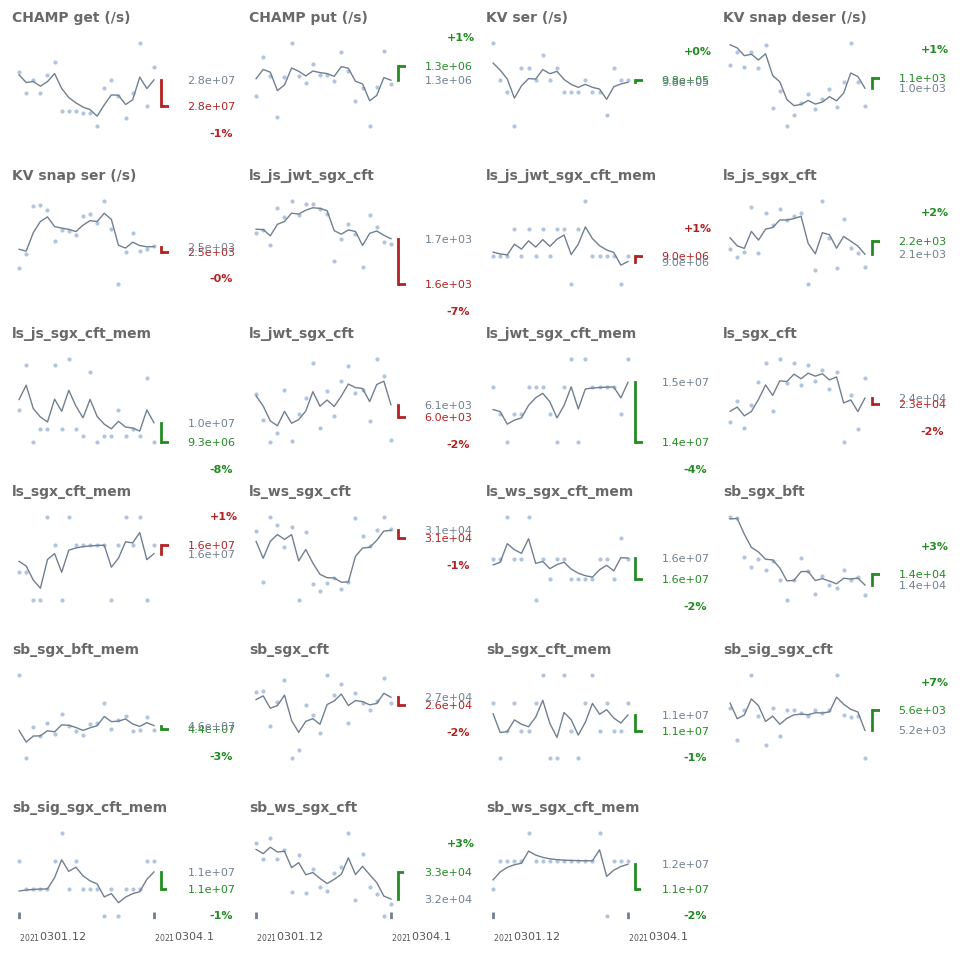 CHAMP get (/s)
2.8e+07
2.8e+07
-1%
CHAMP put (/s)
+1%
1.3e+06
1.3e+06
KV ser (/s)
+0%
9.8e+05
KV snap deser (/s)
+1%
1.1e+03
1.0e+03
KV snap ser (/s)
2.5e+03
2.5e+03
-0%
ls_js_jwt_sgx_cft
1.7e+03
1.6e+03
-7%
ls_js_jwt_sgx_cft_mem
+1%
9.0e+06
9.0e+06
ls_js_sgx_cft
+2%
2.2e+03
2.1e+03
ls_js_sgx_cft_mem
1.0e+07
9.3e+06
-8%
ls_jwt_sgx_cft
6.1e+03
6.0e+03
-2%
ls_jwt_sgx_cft_mem
1.5e+07
1.4e+07
-4%
ls_sgx_cft
2.4e+04
2.3e+04
-2%
ls_sgx_cft_mem
+1%
1.6e+07
1.6e+07
ls_ws_sgx_cft
3.1e+04
3.1e+04
-1%
ls_ws_sgx_cft_mem
1.6e+07
1.6e+07
-2%
sb_sgx_bft
+3%
1.4e+04
1.4e+04
sb_sgx_bft_mem
4.4e+07
-3%
sb_sgx_cft
2.7e+04
2.6e+04
-2%
sb_sgx_cft_mem
1.1e+07
1.1e+07
-1%
sb_sig_sgx_cft
+7%
5.6e+03
5.2e+03
sb_sig_sgx_cft_mem
1.1e+07
1.1e+07
-1%
20210301.12
20210304.1
sb_ws_sgx_cft
+3%
3.3e+04
3.2e+04
20210301.12
20210304.1
sb_ws_sgx_cft_mem
1.2e+07
1.1e+07
-2%
20210301.12
20210304.1